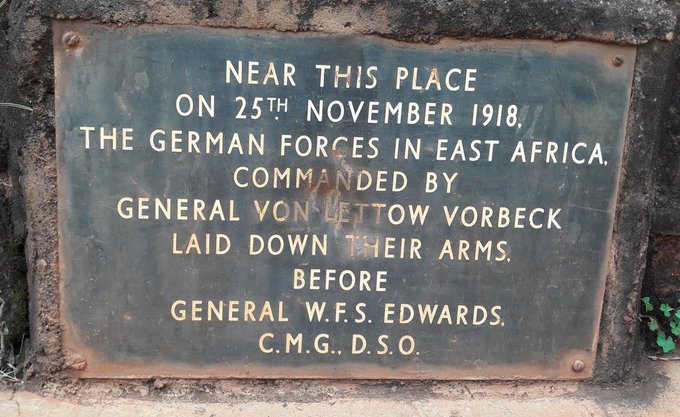 NEAR THIS PLACE
ON 25TH NOVEMBER 1918,
THE GERMAN FORCES IN EAST AFRICA,
COMMANDED BY
GENERAL VON LETTOW VORBECK
LAID DOWN THEIR ARMS,
BEFORE
GENERAL W.F.S. EDWARDS,
C.M.G., D.S.O.